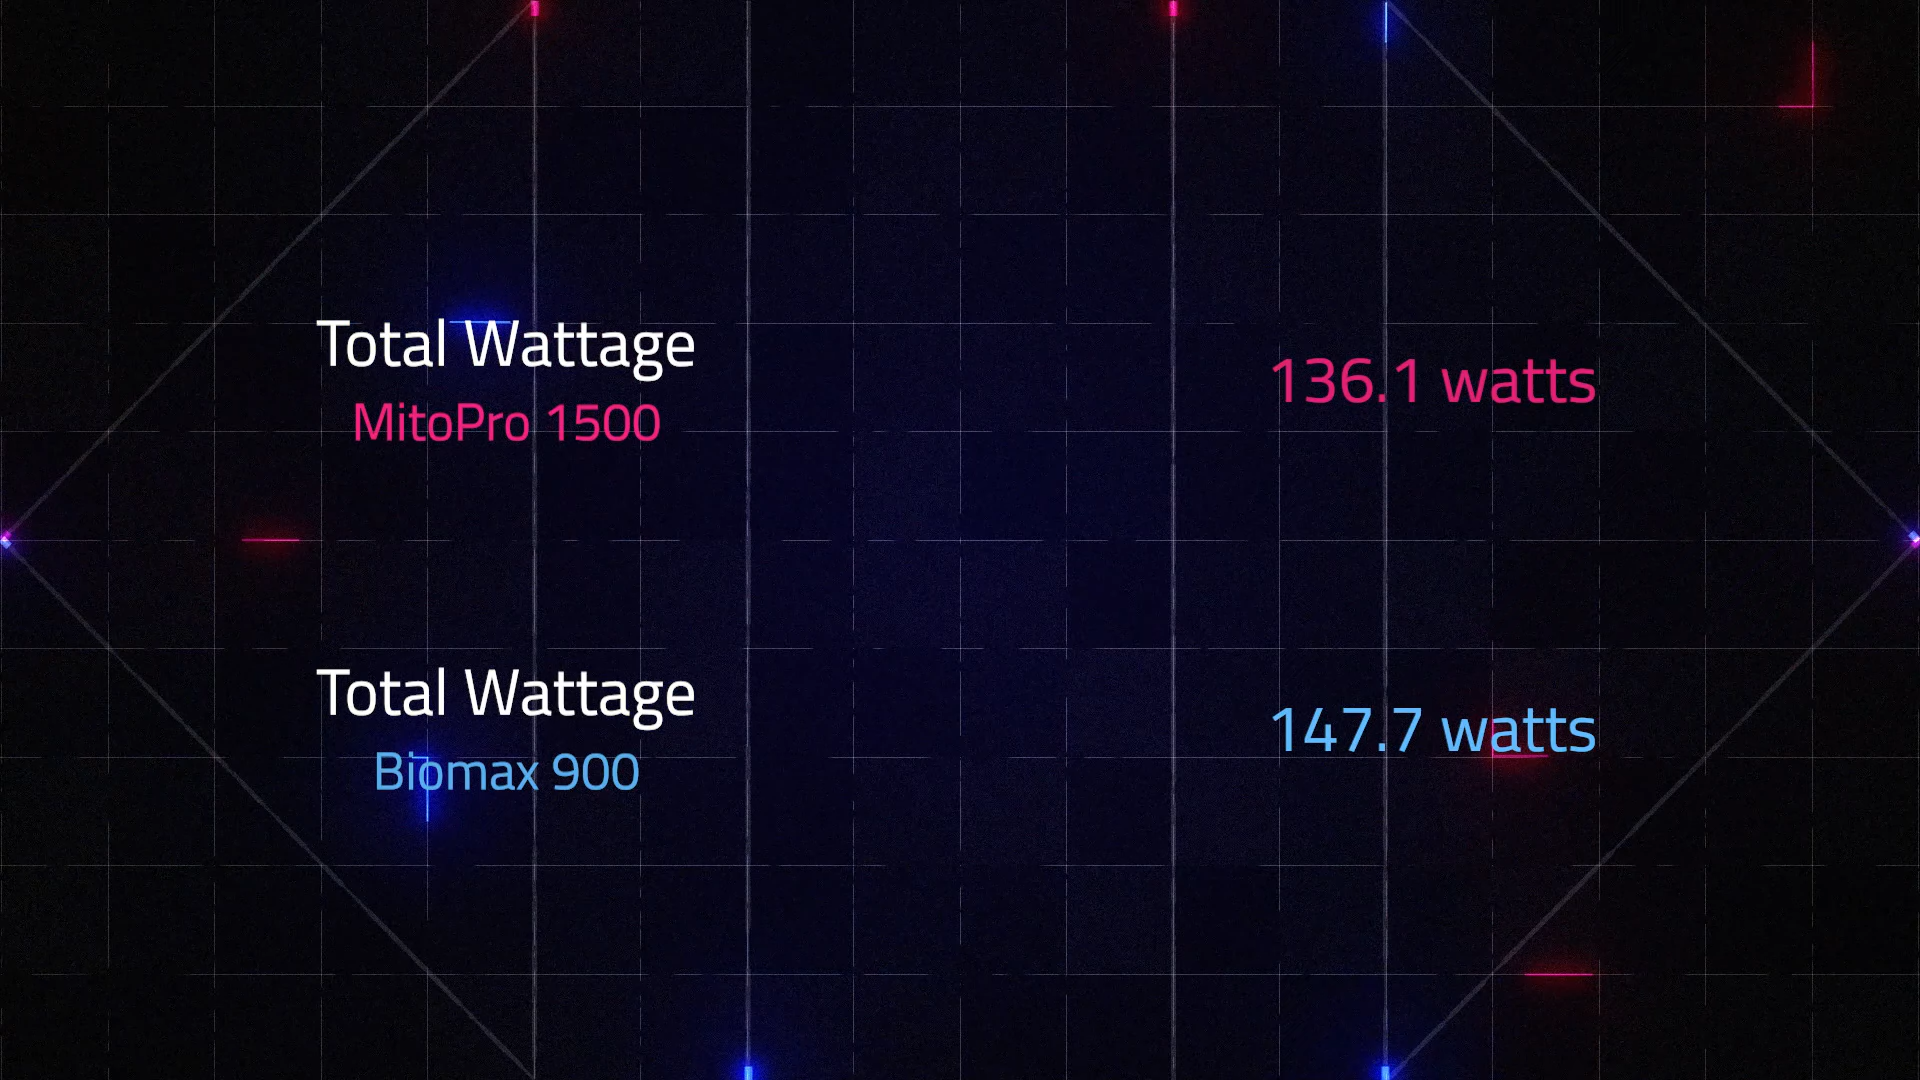 Total Wattage
MitoPro 1500
136.1 watts
Total Wattage
Biomax 900
147.7 watts